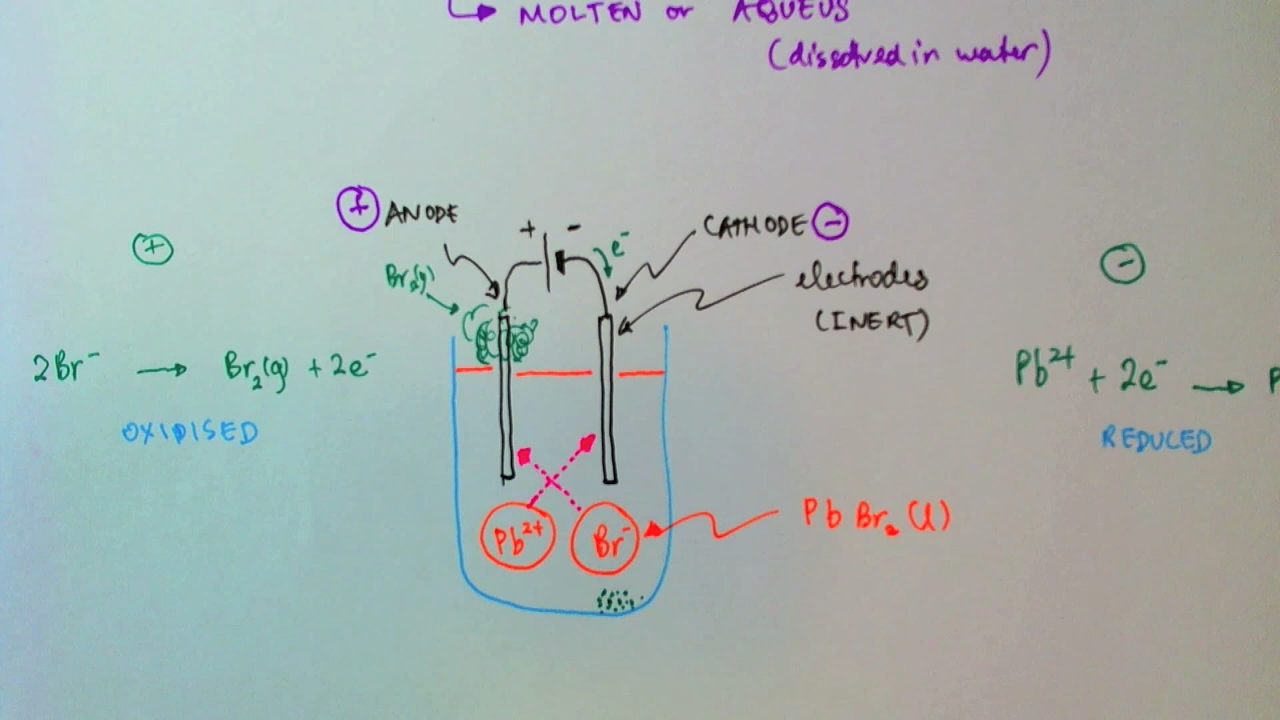 MOLTEN or AQUEUS
(dissolved in water)
+ ANODE
+ -
e⁻
CATHODE -
+
Br₂(g)
electrodes
(INERT)
-
2Br⁻ → Br₂(g) + 2e⁻
OXIDISED
Pb²⁺ + 2e⁻ → P
REDUCED
Pb²⁺
Br⁻
Pb Br₂ (l)